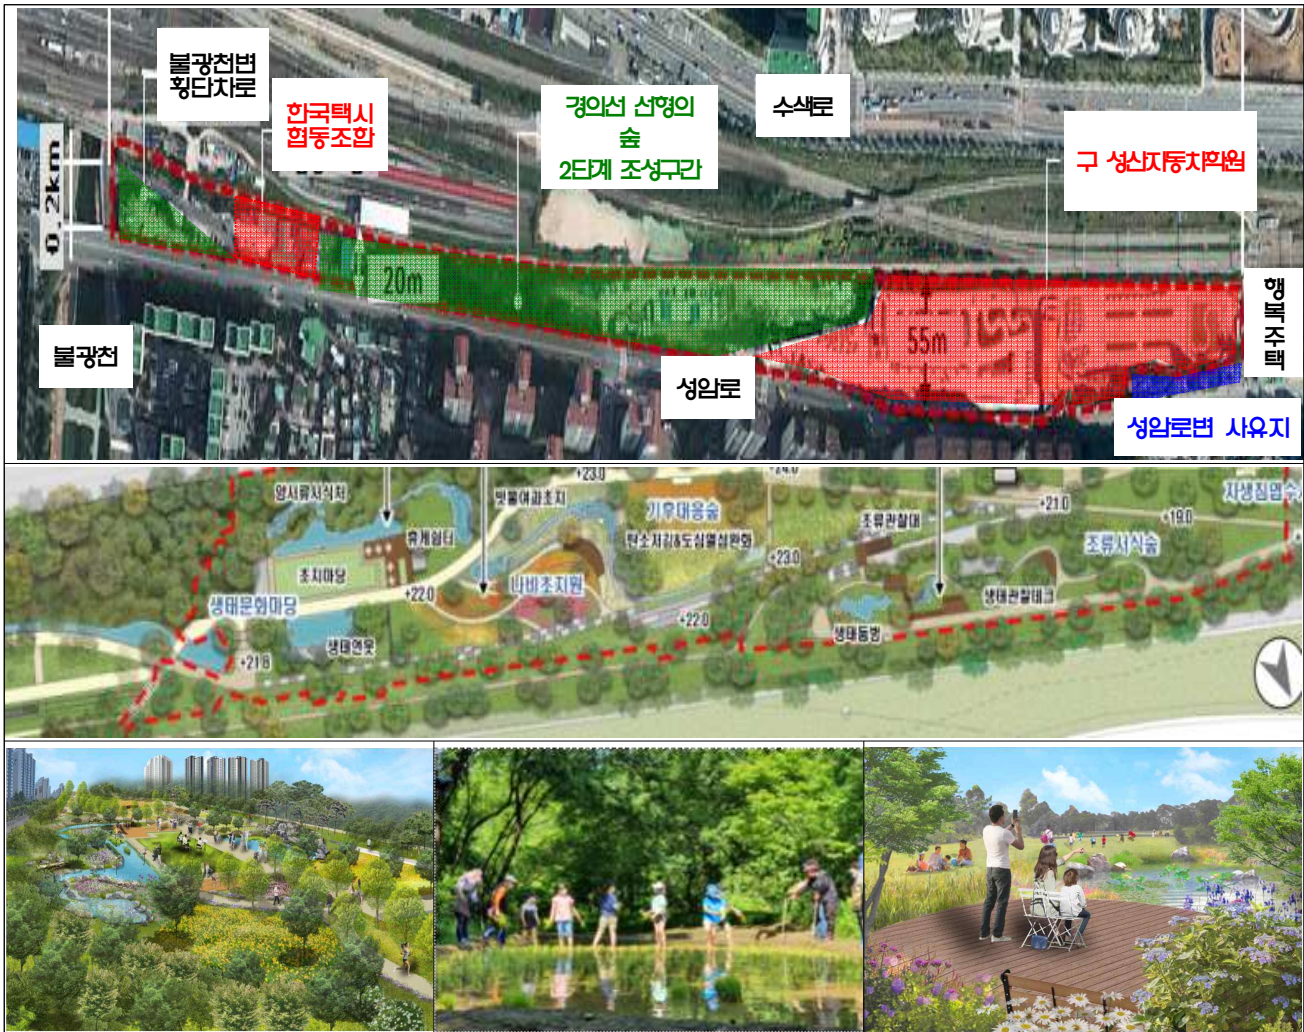 불광천변
횡단차로
한국택시
협동조합
경의선 선형의
숲
2단계 조성구간
수색로
구 성산자동차학원
0.2km
20m
55m
행복주택
불광천
성암로
성암로변 사유지
양서류서식처
+23.0
빗물여과초지
기후대응숲
탄소저감&도심열섬완화
+24.0
조류관찰대
+21.0
+19.0
휴게쉼터
초지마당
나비초지원
+23.0
조류서식숲
생태문화마당
+22.0
+22.0
생태관찰데크
생태연못
생태둠벙
+21.8